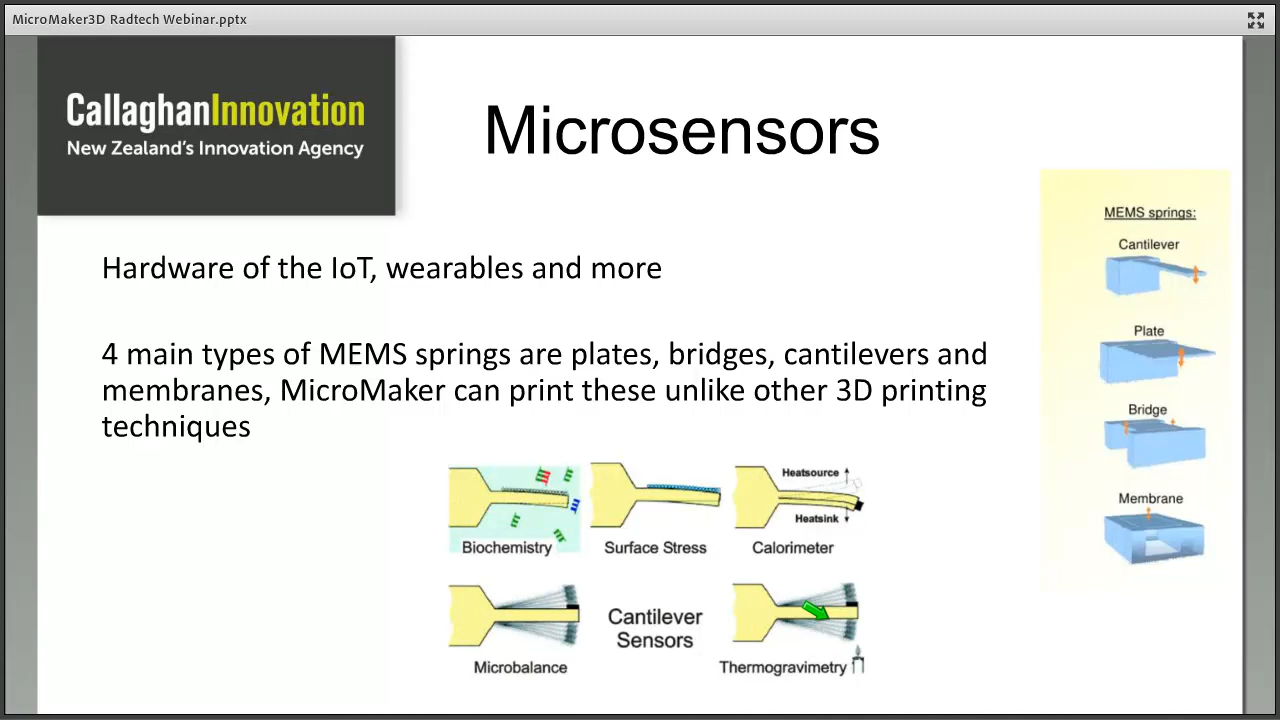 MicroMaker3D Radtech Webinar.pptx
CallaghanInnovation
New Zealand's Innovation Agency
Microsensors
Hardware of the IoT, wearables and more
4 main types of MEMS springs are plates, bridges, cantilevers and
membranes, MicroMaker can print these unlike other 3D printing
techniques
MEMS springs:
Cantilever
Plate
Bridge
Membrane
Heatsource
Heatsink
Biochemistry
Surface Stress
Calorimeter
Cantilever
Sensors
Microbalance
Thermogravimetry